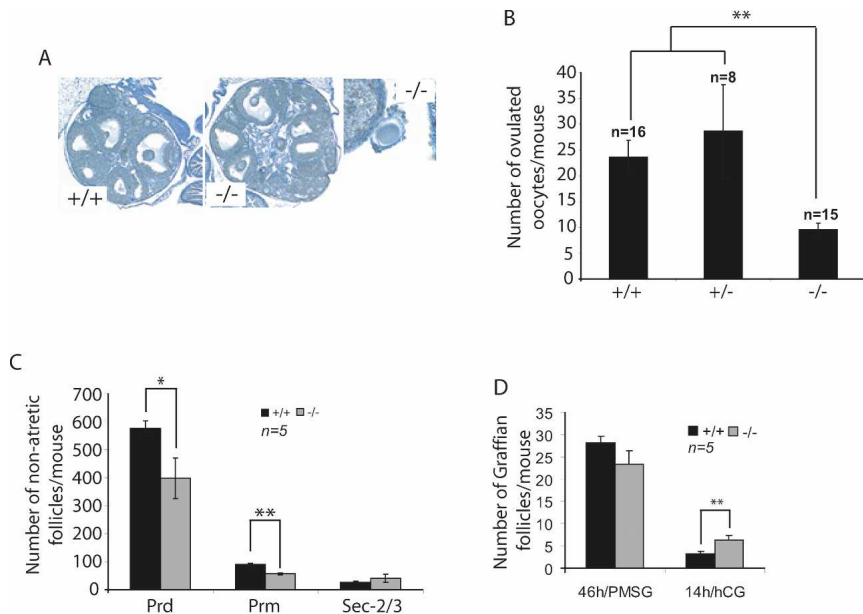 A
+/+
-/-
-/-
B
**
Number of ovulated
oocytes/mouse
40
35
30
25
20
15
10
5
0
n=16
n=8
n=15
+/+
+/-
-/-
C
Number of non-atretic
follicles/mouse
700
600
500
400
300
200
100
0
*
**
+/+ -/-
n=5
Prd Prm Sec-2/3
D
Number of Graffian
follicles/mouse
35
30
25
20
15
10
5
0
+/+ -/-
n=5
**
46h/PMSG 14h/hCG